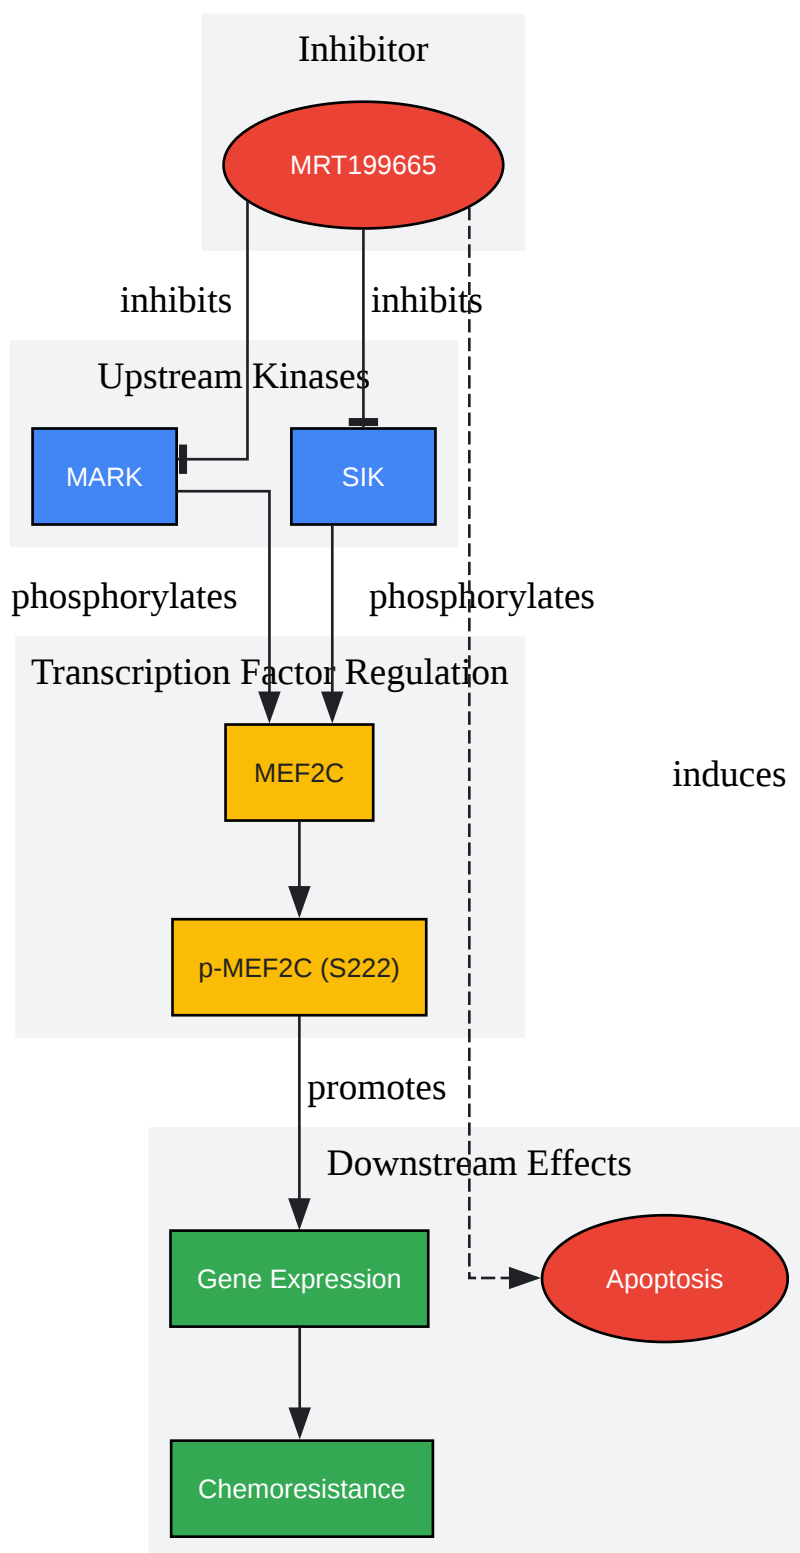 Inhibitor
MRT199665
inhibits
inhibits
Upstream Kinases
MARK
SIK
phosphorylates
phosphorylates
Transcription Factor Regulation
MEF2C
induces
p-MEF2C (S222)
promotes
Downstream Effects
Gene Expression
Apoptosis
Chemoresistance